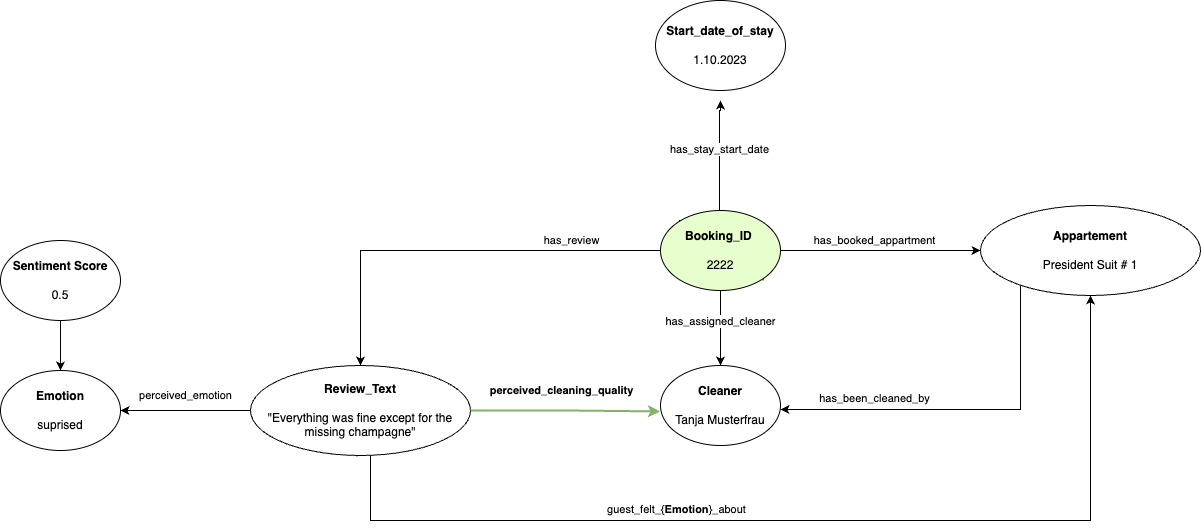 Start_date_of_stay
1.10.2023
has_stay_start_date
has_review
Booking_ID
2222
has_booked_appartment
Appartement
President Suit # 1
Sentiment Score
0.5
has_assigned_cleaner
Emotion
suprised
perceived_emotion
Review_Text
"Everything was fine except for the
missing champagne"
perceived_cleaning_quality
Cleaner
Tanja Musterfrau
has_been_cleaned_by
guest_felt_{Emotion}_about